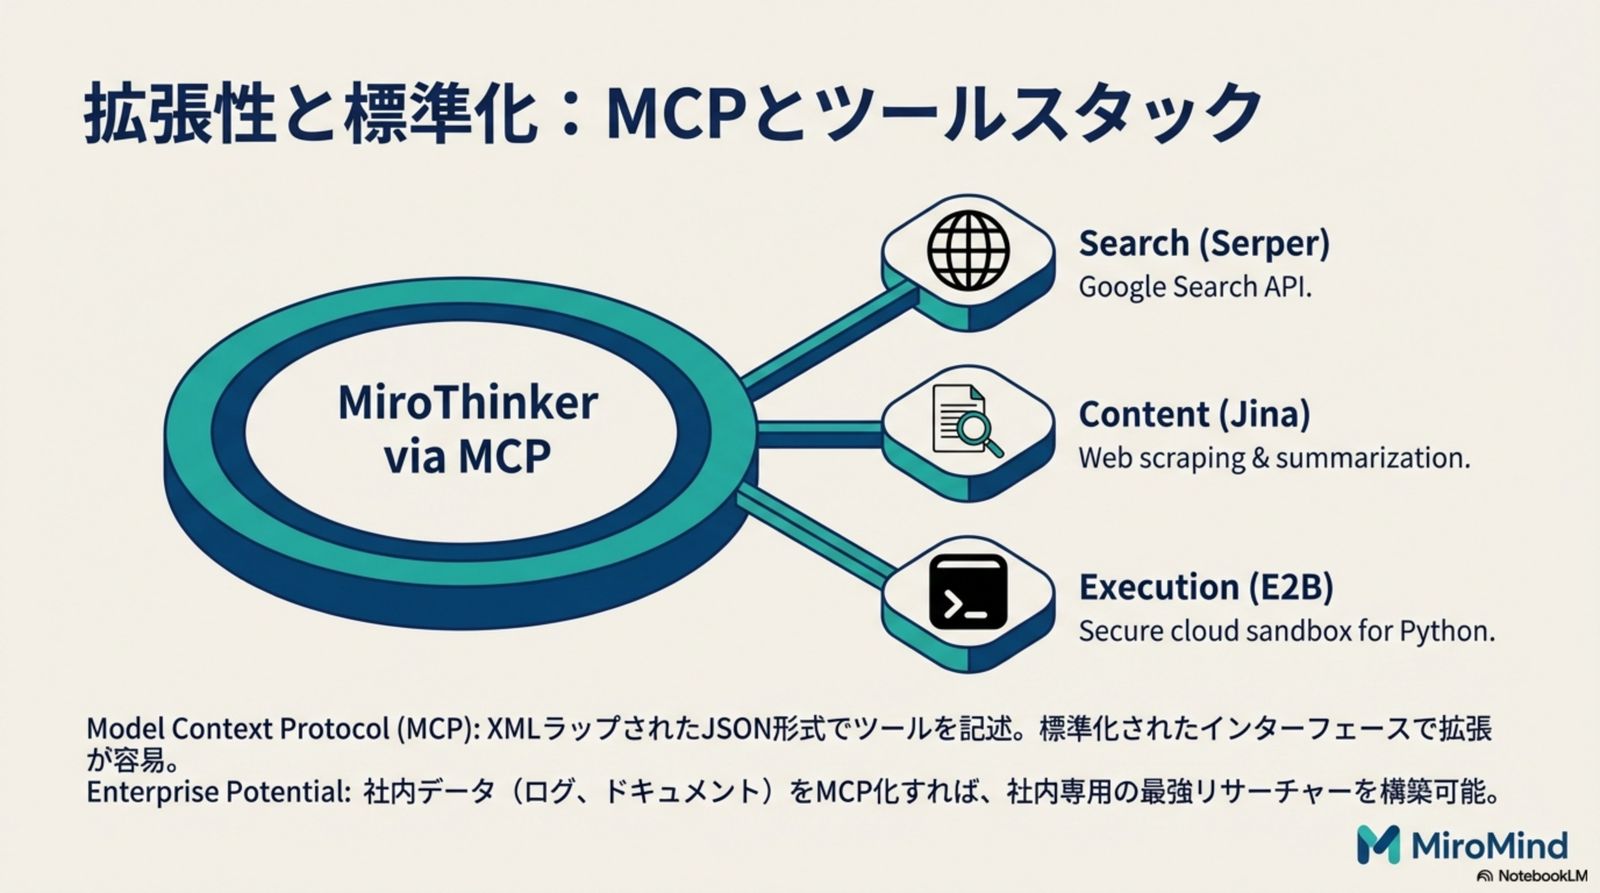 拡張性と標準化：MCPとツールスタック
MiroThinker
via MCP
Search (Serper)
Google Search API.
Content (Jina)
Web scraping & summarization.
Execution (E2B)
Secure cloud sandbox for Python.
Model Context Protocol (MCP): XMLラップされたJSON形式でツールを記述。標準化されたインターフェースで拡張
が容易。
Enterprise Potential: 社内データ（ログ、ドキュメント）をMCP化すれば、社内専用の最強リサーチャーを構築可能。
MiroMind
NotebookLM